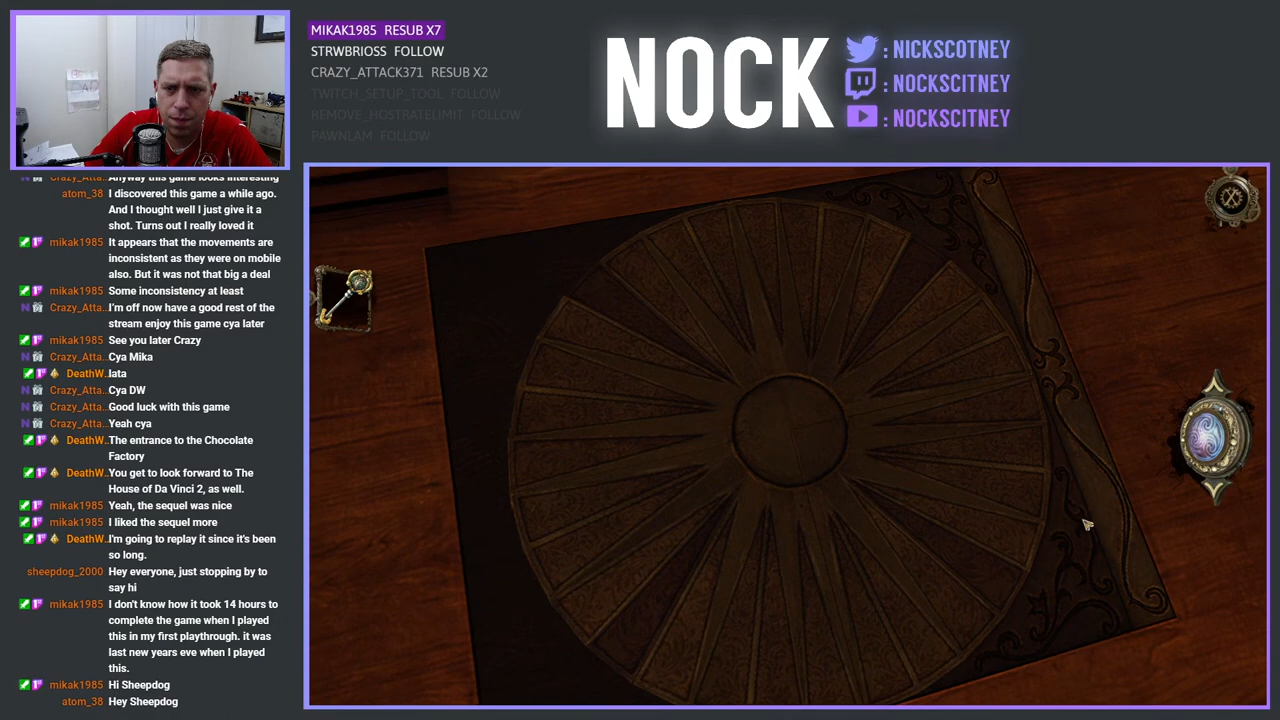 MIKAK1985 RESUB X7
STRWBRIOSS FOLLOW
CRAZY_ATTACK371 RESUB X2
TWITCH_SETUP_TOOL FOLLOW
REMOVE_HOSTRATELIMIT FOLLOW
PAWNLAM FOLLOW
NOCK
: NICKSCOTNEY
: NOCKSCITNEY
: NOCKSCITNEY
Crazy_Atta.. Anyway this game looks interesting
atom_38 I discovered this game a while ago.
And I thought well I just give it a
shot. Turns out I really loved it
mikak1985 It appears that the movements are
inconsistent as they were on mobile
also. But it was not that big a deal
mikak1985 Some inconsistency at least
Crazy_Atta.. I'm off now have a good rest of the
stream enjoy this game cya later
mikak1985 See you later Crazy
Crazy_Atta.. Cya Mika
DeathW.. lata
Crazy_Atta.. Cya DW
Crazy_Atta.. Good luck with this game
Crazy_Atta.. Yeah cya
DeathW.. The entrance to the Chocolate
Factory
DeathW.. You get to look forward to The
House of Da Vinci 2, as well.
mikak1985 Yeah, the sequel was nice
mikak1985 I liked the sequel more
DeathW.. I'm going to replay it since it's been
so long.
sheepdog_2000 Hey everyone, just stopping by to
say hi
mikak1985 I don't know how it took 14 hours to
complete the game when I played
this in my first playthrough. it was
last new years eve when I played
this.
mikak1985 Hi Sheepdog
atom_38 Hey Sheepdog